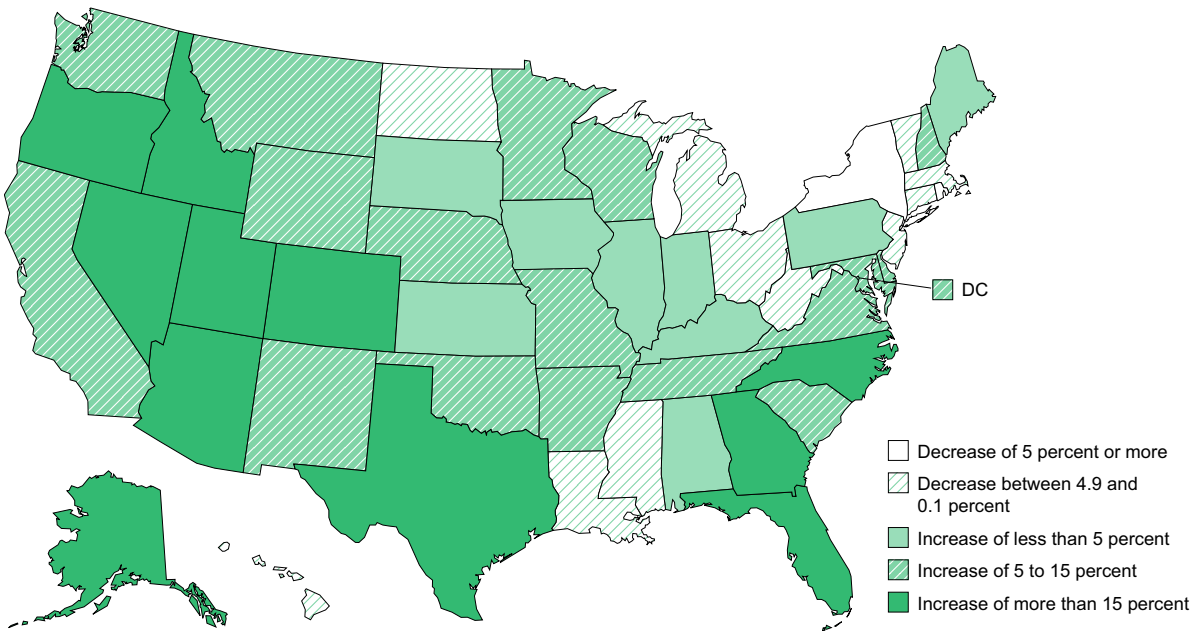 DC
Decrease of 5 percent or more
Decrease between 4.9 and
0.1 percent
Increase of less than 5 percent
Increase of 5 to 15 percent
Increase of more than 15 percent